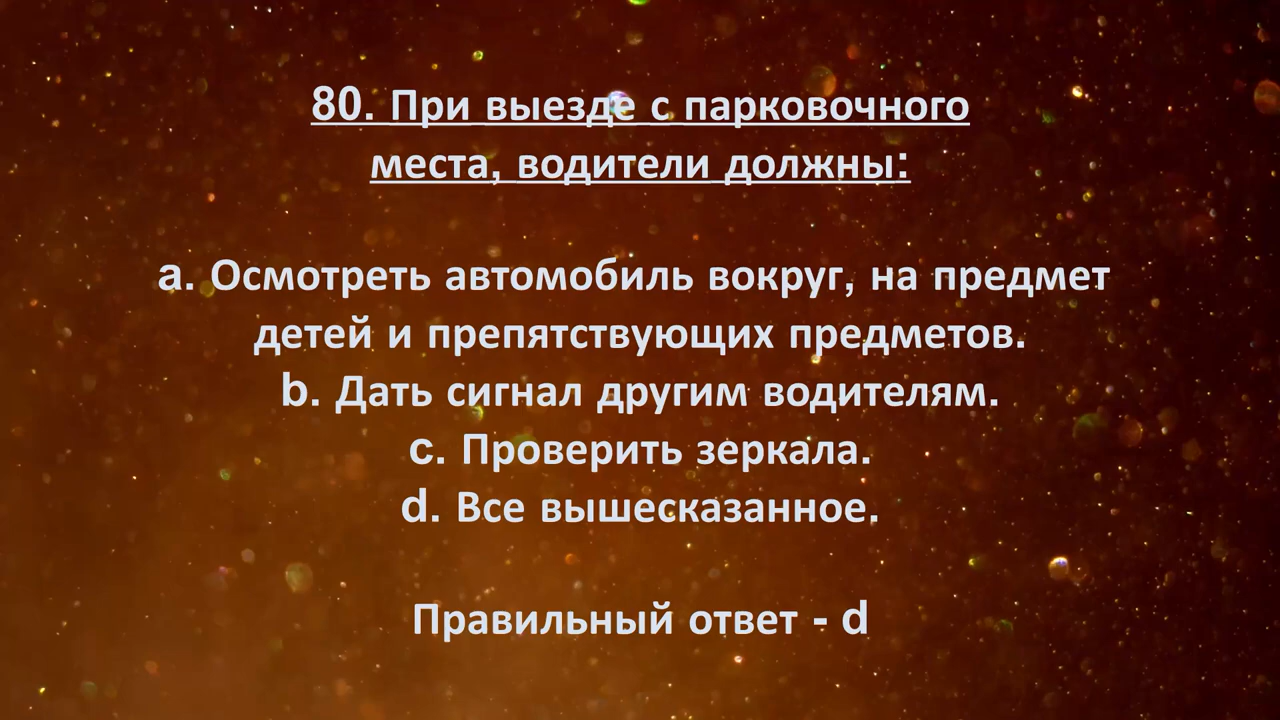 80. При выезде с парковочного
места, водители должны:
a. Осмотреть автомобиль вокруг, на предмет
детей и препятствующих предметов.
b. Дать сигнал другим водителям.
c. Проверить зеркала.
d. Все вышесказанное.
Правильный ответ - d